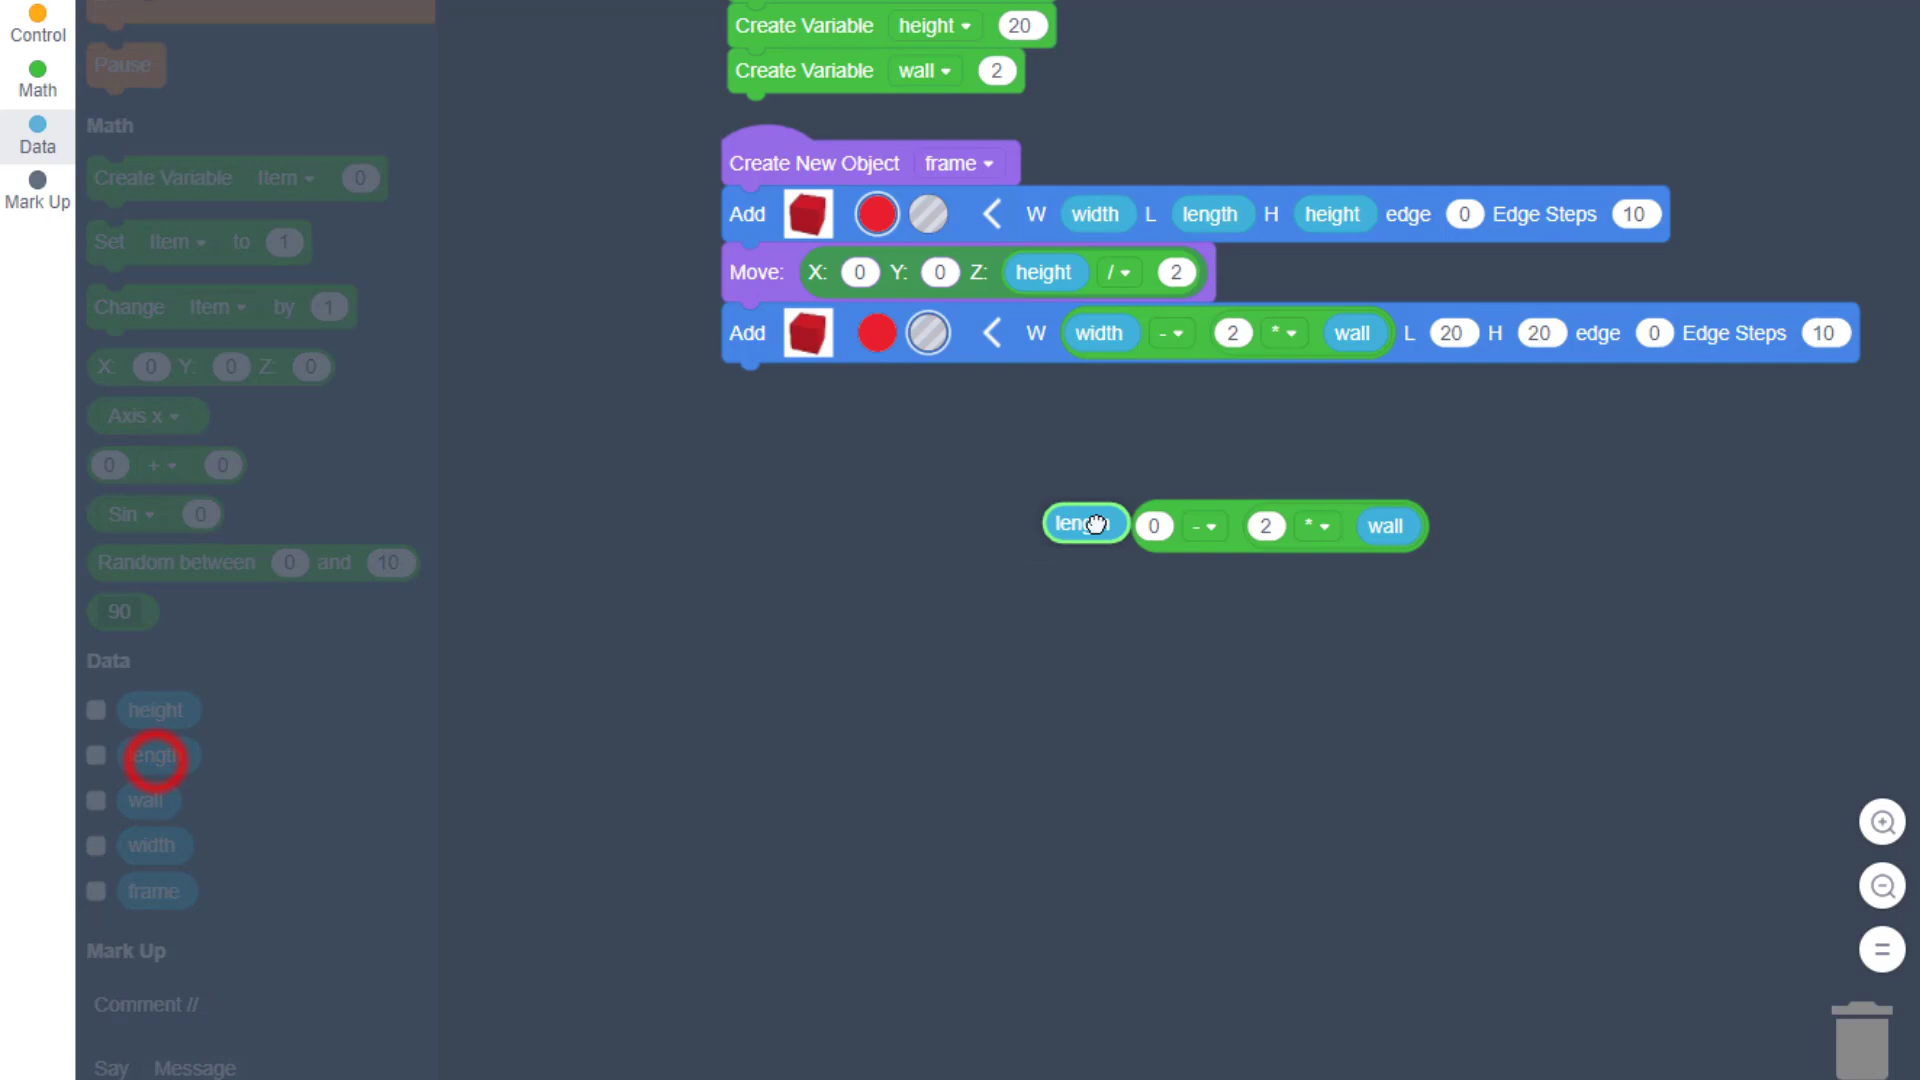 Control
Math
Data
Mark Up
Pause
Math
Create Variable Item 0
Set Item to 1
Change Item by 1
X: 0 Y: 0 Z: 0
Axis x
0 + 0
Sin 0
Random between 0 and 10
90
Data
height
length
wall
width
frame
Mark Up
Comment //
Say Message
Create Variable height 20
Create Variable wall 2
Create New Object frame
Add W width L length H height edge 0 Edge Steps 10
Move: X: 0 Y: 0 Z: height / 2
Add W width - 2 * wall L 20 H 20 edge 0 Edge Steps 10
length 0 - 2 * wall